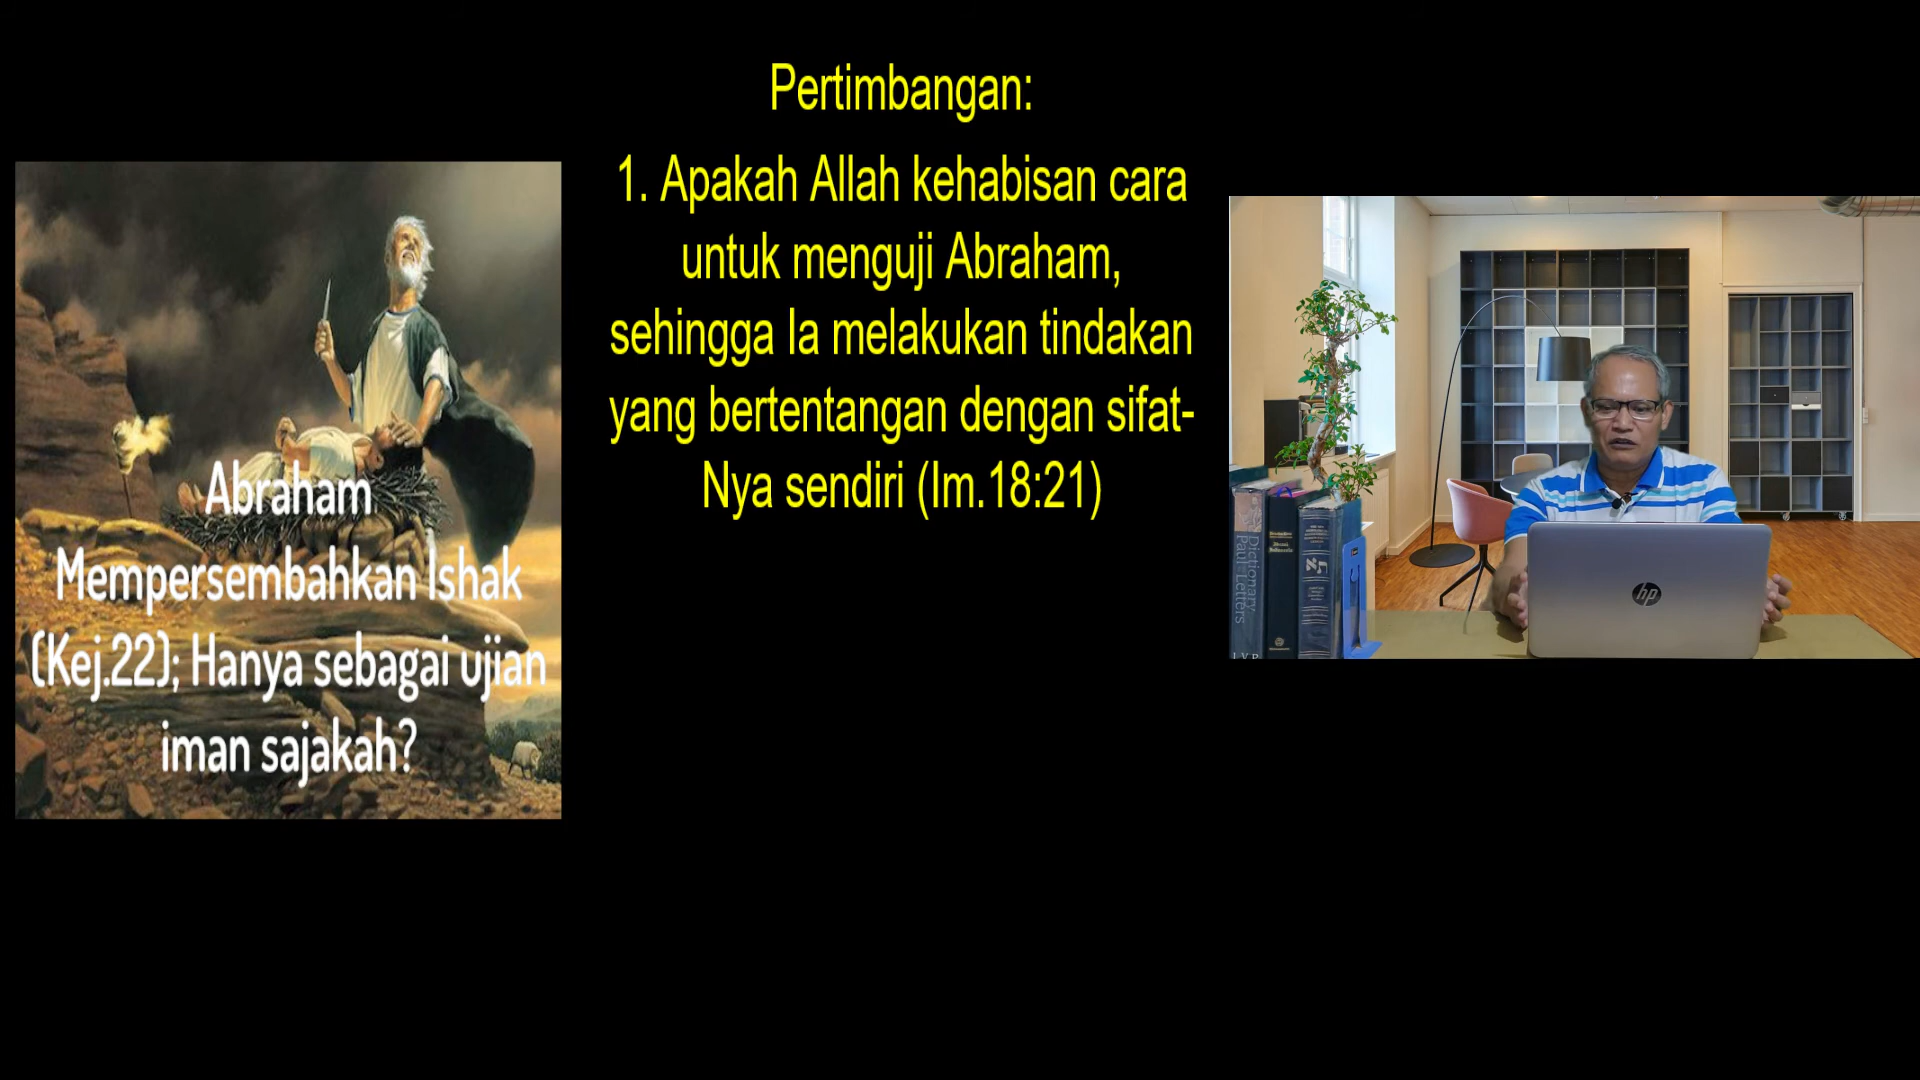 Pertimbangan:
1. Apakah Allah kehabisan cara
untuk menguji Abraham,
sehingga Ia melakukan tindakan
yang bertentangan dengan sifat-
Nya sendiri (Im.18:21)
Abraham
Mempersembahkan Ishak
(Kej.22); Hanya sebagai ujian
iman sajakah?
Dictionary
Paul Letters
I V P
hp